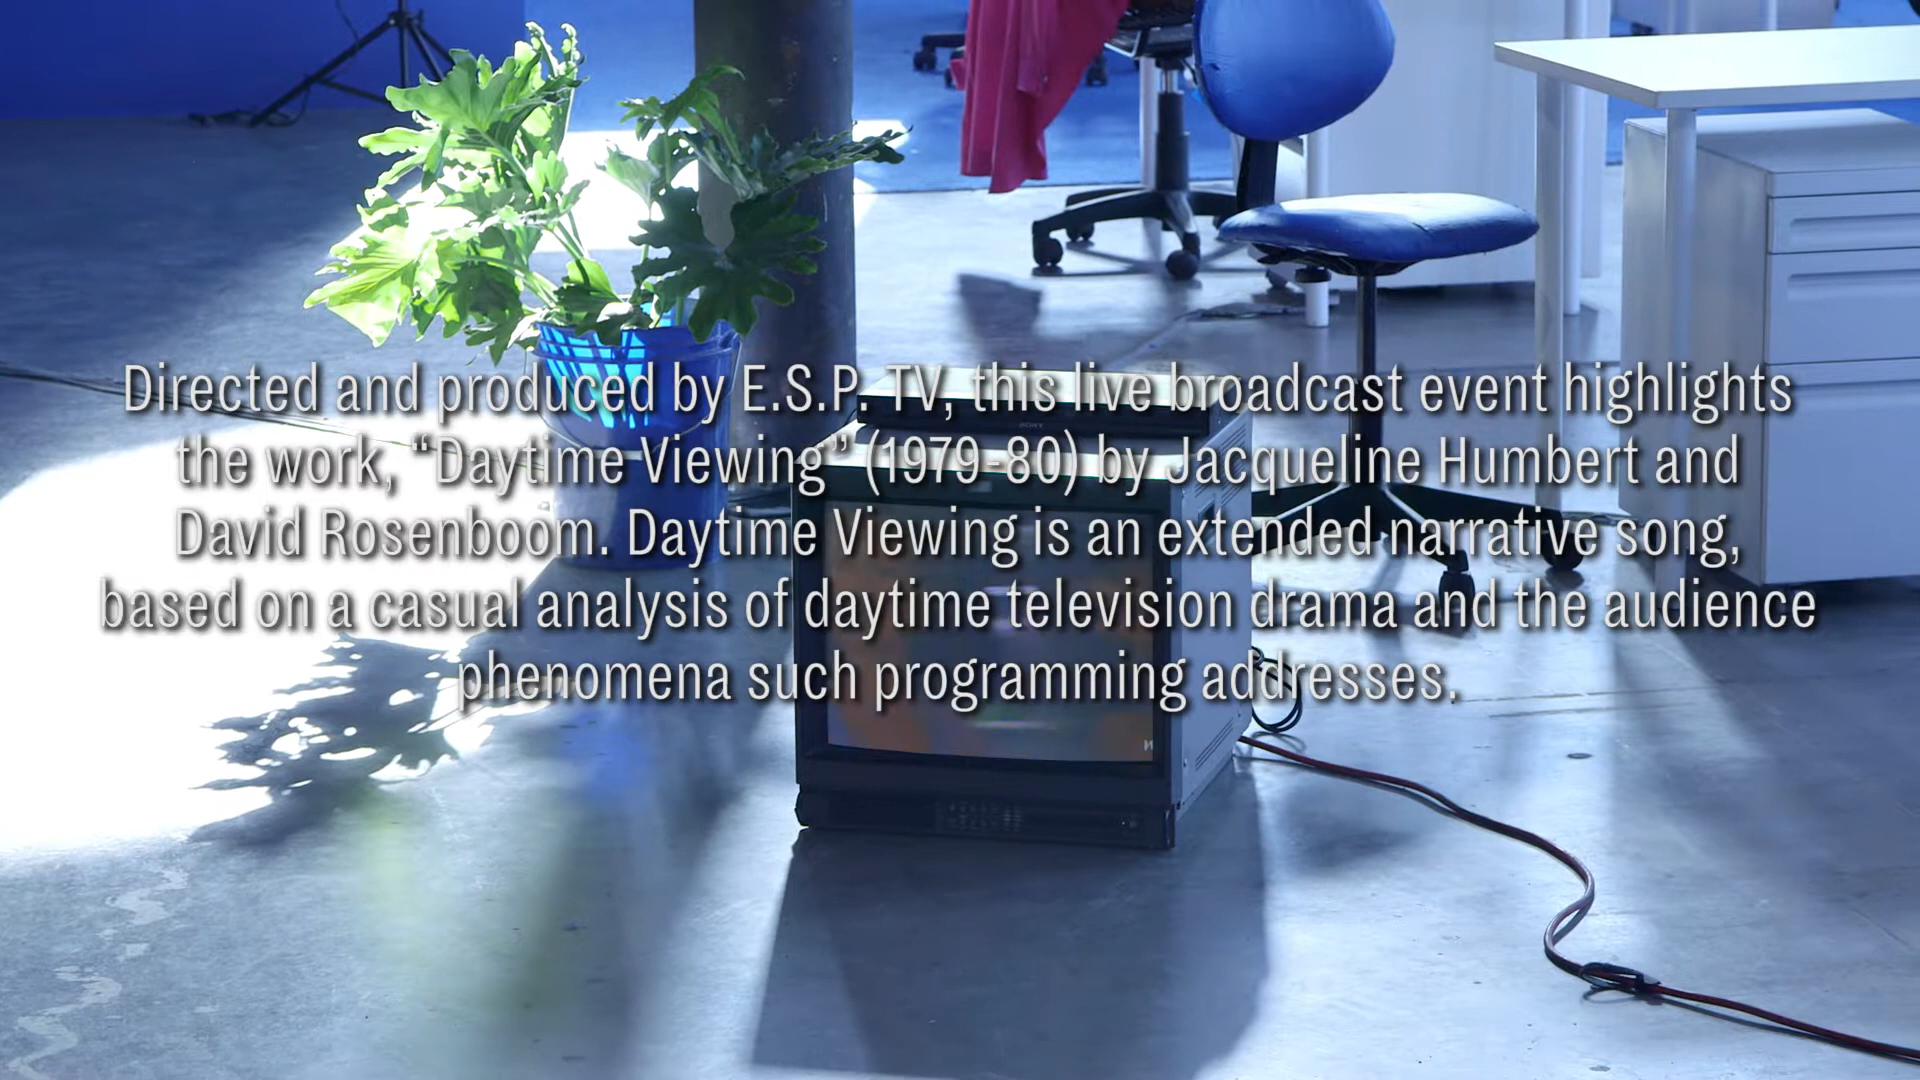 Directed and produced by E.S.P. TV, this live broadcast event highlights
the work, “Daytime Viewing” (1979-80) by Jacqueline Humbert and
David Rosenboom. Daytime Viewing is an extended narrative song,
based on a casual analysis of daytime television drama and the audience
phenomena such programming addresses.
SONY